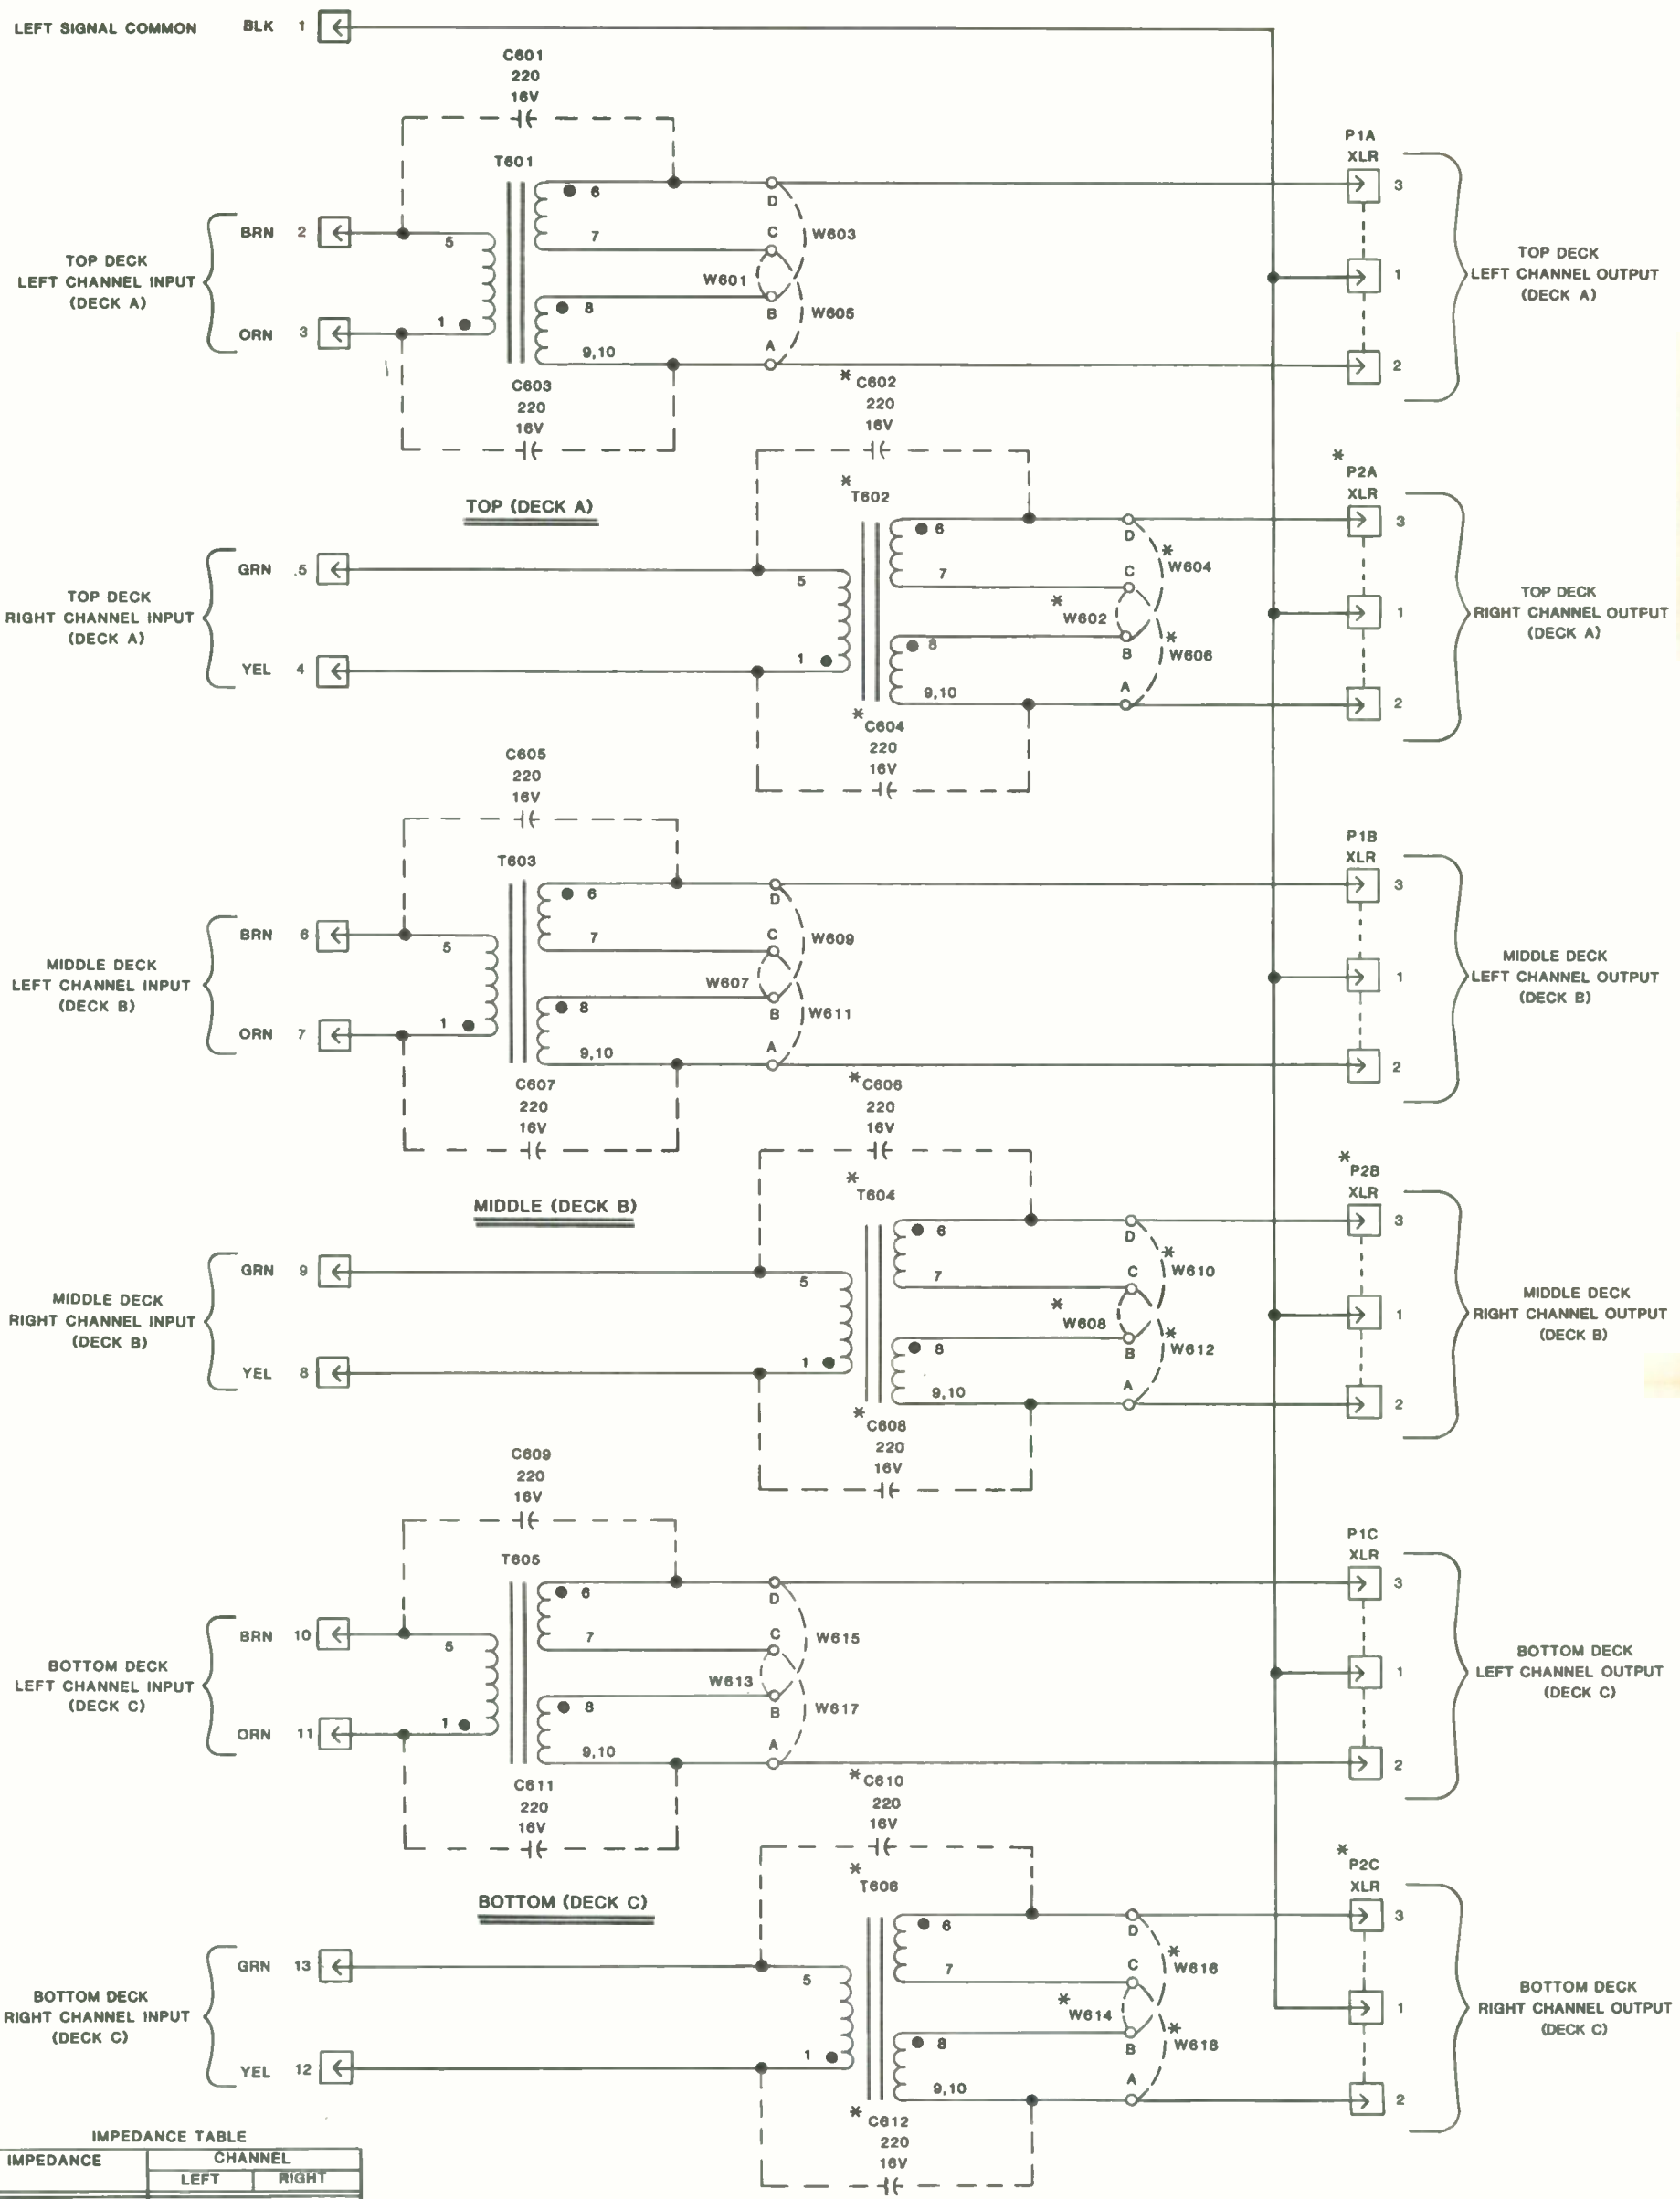 LEFT SIGNAL COMMON BLK 1
C601
220
16V
T601
P1A
XLR
TOP DECK
LEFT CHANNEL INPUT
(DECK A)
BRN 2
5
ORN 3
1
6
7
8
9,10
D
C
B
A
W603
W601
W605
3
1
2
TOP DECK
LEFT CHANNEL OUTPUT
(DECK A)
C603
220
16V
* C602
220
16V
TOP (DECK A)
* T602
* P2A
XLR
TOP DECK
RIGHT CHANNEL INPUT
(DECK A)
GRN 5
5
YEL 4
1
6
7
8
9,10
D
C
B
A
* W604
* W602
* W606
3
1
2
TOP DECK
RIGHT CHANNEL OUTPUT
(DECK A)
* C604
220
16V
C605
220
16V
T603
P1B
XLR
MIDDLE DECK
LEFT CHANNEL INPUT
(DECK B)
BRN 6
5
ORN 7
1
6
7
8
9,10
D
C
B
A
W609
W607
W611
3
1
2
MIDDLE DECK
LEFT CHANNEL OUTPUT
(DECK B)
C607
220
16V
* C606
220
16V
MIDDLE (DECK B)
* T604
* P2B
XLR
MIDDLE DECK
RIGHT CHANNEL INPUT
(DECK B)
GRN 9
5
YEL 8
1
6
7
8
9,10
D
C
B
A
* W610
* W608
* W612
3
1
2
MIDDLE DECK
RIGHT CHANNEL OUTPUT
(DECK B)
* C608
220
16V
C609
220
16V
T605
P1C
XLR
BOTTOM DECK
LEFT CHANNEL INPUT
(DECK C)
BRN 10
5
ORN 11
1
6
7
8
9,10
D
C
B
A
W615
W613
W617
3
1
2
BOTTOM DECK
LEFT CHANNEL OUTPUT
(DECK C)
C611
220
16V
* C610
220
16V
BOTTOM (DECK C)
* T606
* P2C
XLR
BOTTOM DECK
RIGHT CHANNEL INPUT
(DECK C)
GRN 13
5
YEL 12
1
6
7
8
9,10
D
C
B
A
* W616
* W614
* W618
3
1
2
BOTTOM DECK
RIGHT CHANNEL OUTPUT
(DECK C)
* C612
220
16V
IMPEDANCE TABLE
IMPEDANCE CHANNEL
LEFT RIGHT